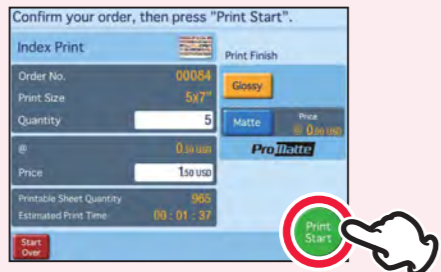 Confirm your order, then press "Print Start".
Index Print
Print Finish
Order No. 00084
Print Size 5x7"
Quantity 5
Glossy
Matte
Price
@ 0.50 USD
ProMatte
@ 0.50 USD
Price 1.50 USD
Printable Sheet Quantity 965
Estimated Print Time 00 : 01 : 37
Start
Over
Print
Start